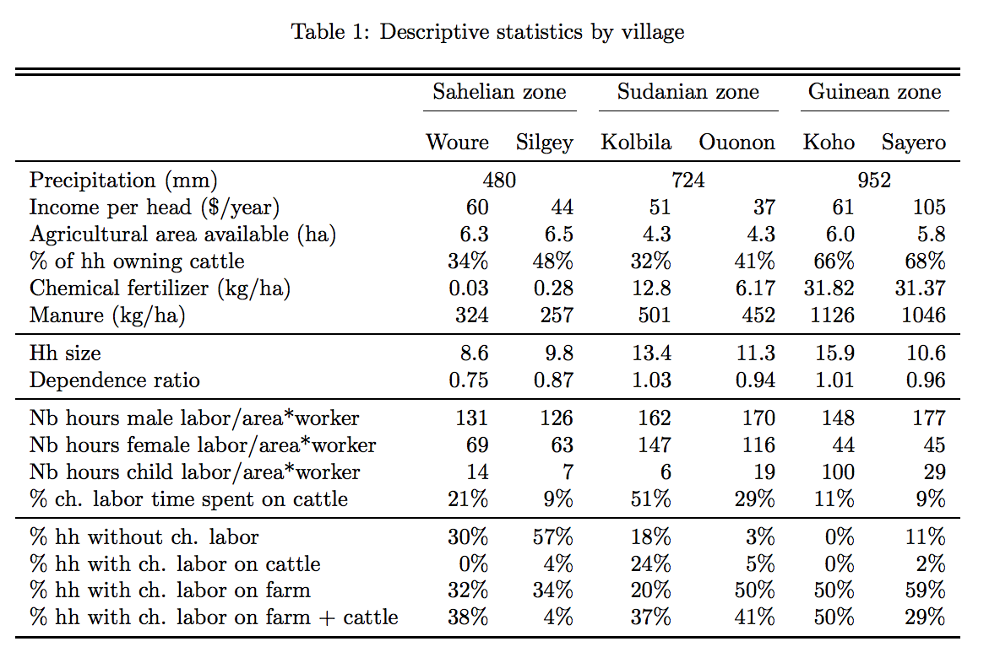 Table 1: Descriptive statistics by village
Sahelian zone Sudanian zone Guinean zone
Woure Silgey Kolbila Ouonon Koho Sayero
Precipitation (mm) 480 724 952
Income per head ($/year) 60 44 51 37 61 105
Agricultural area available (ha) 6.3 6.5 4.3 4.3 6.0 5.8
% of hh owning cattle 34% 48% 32% 41% 66% 68%
Chemical fertilizer (kg/ha) 0.03 0.28 12.8 6.17 31.82 31.37
Manure (kg/ha) 324 257 501 452 1126 1046
Hh size 8.6 9.8 13.4 11.3 15.9 10.6
Dependence ratio 0.75 0.87 1.03 0.94 1.01 0.96
Nb hours male labor/area*worker 131 126 162 170 148 177
Nb hours female labor/area*worker 69 63 147 116 44 45
Nb hours child labor/area*worker 14 7 6 19 100 29
% ch. labor time spent on cattle 21% 9% 51% 29% 11% 9%
% hh without ch. labor 30% 57% 18% 3% 0% 11%
% hh with ch. labor on cattle 0% 4% 24% 5% 0% 2%
% hh with ch. labor on farm 32% 34% 20% 50% 50% 59%
% hh with ch. labor on farm + cattle 38% 4% 37% 41% 50% 29%